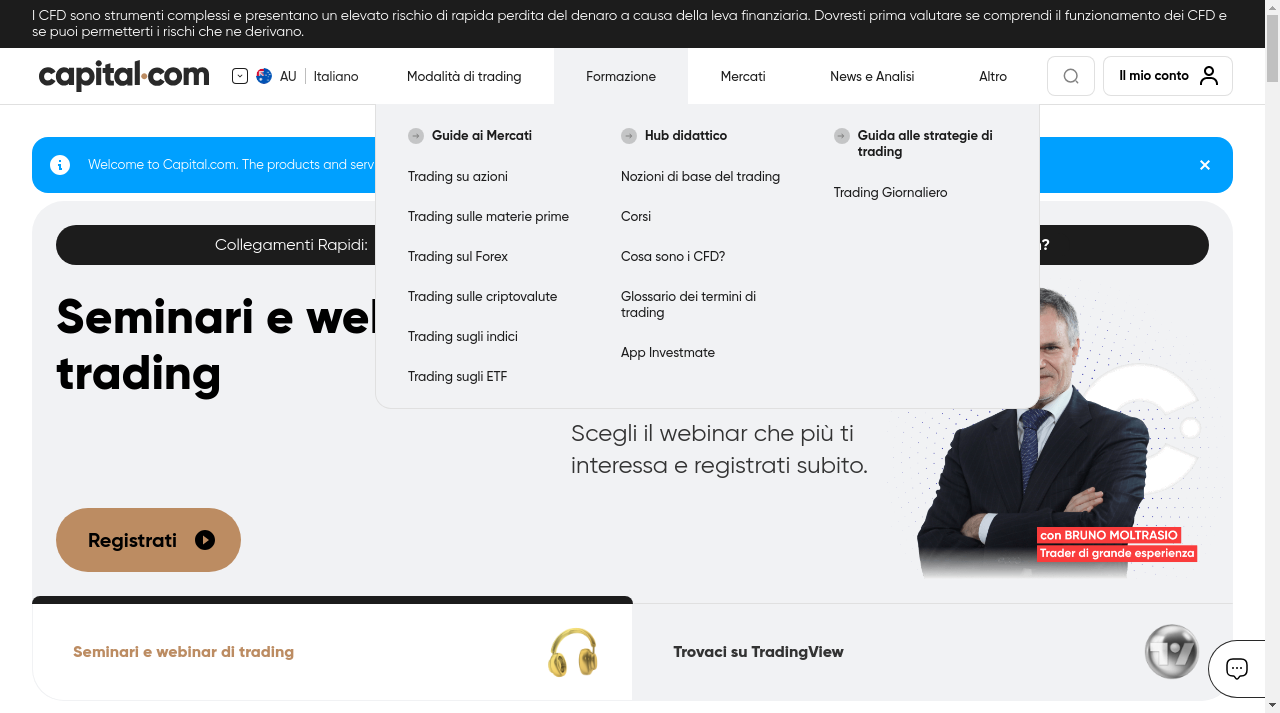 I CFD sono strumenti complessi e presentano un elevato rischio di rapida perdita del denaro a causa della leva finanziaria. Dovresti prima valutare se comprendi il funzionamento dei CFD e
se puoi permetterti i rischi che ne derivano.
capital.com
AU
Italiano
Modalità di trading
Formazione
Mercati
News e Analisi
Altro
Il mio conto
Guide ai Mercati
Trading su azioni
Trading sulle materie prime
Trading sul Forex
Trading sulle criptovalute
Trading sugli indici
Trading sugli ETF
Hub didattico
Nozioni di base del trading
Corsi
Cosa sono i CFD?
Glossario dei termini di
trading
App Investmate
Guida alle strategie di
trading
Trading Giornaliero
Welcome to Capital.com. The products and serv
Collegamenti Rapidi:
Seminari e we
trading
Scegli il webinar che più ti
interessa e registrati subito.
Registrati
con BRUNO MOLTRASIO
Trader di grande esperienza
Seminari e webinar di trading
Trovaci su TradingView